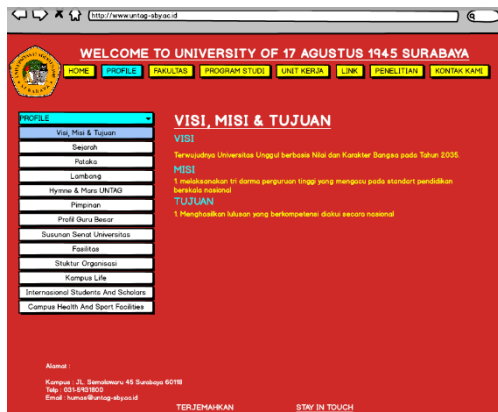 http://www.untag-sby.ac.id
WELCOME TO UNIVERSITY OF 17 AGUSTUS 1945 SURABAYA
HOME PROFILE FAKULTAS PROGRAM STUDI UNIT KERJA LINK PENELITIAN KONTAK KAMI
PROFILE
Visi, Misi & Tujuan
Sejarah
Pataka
Lambang
Hymne & Mars UNTAG
Pimpinan
Profil Guru Besar
Susunan Senat Universitas
Fasilitas
Stuktur Organisasi
Kampus Life
Internasional Students And Scholars
Campus Health And Sport Facilities
VISI, MISI & TUJUAN
VISI
Terwujudnya Universitas Unggul berbasis Nilai dan Karakter Bangsa pada Tahun 2035.
MISI
1 melaksanakan tri darma perguruan tinggi yang mengacu pada standart pendidikan
berskala nasional
TUJUAN
1 Menghasilkan lulusan yang berkompetensi diakui secara nasional
Alamat :
Kampus : JL. Semolowaru 45 Surabaya 60118
Telp : 031-5931800
Email : humas@untag-sby.ac.id
TERJEMAHKAN
STAY IN TOUCH